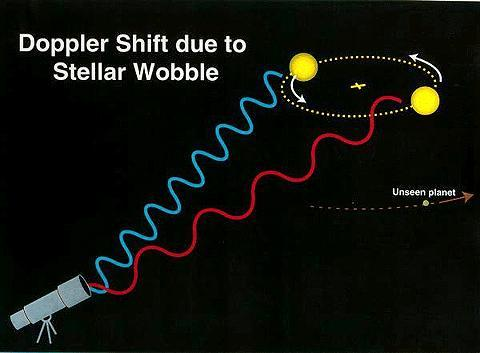 Doppler Shift due to
Stellar Wobble
Unseen planet